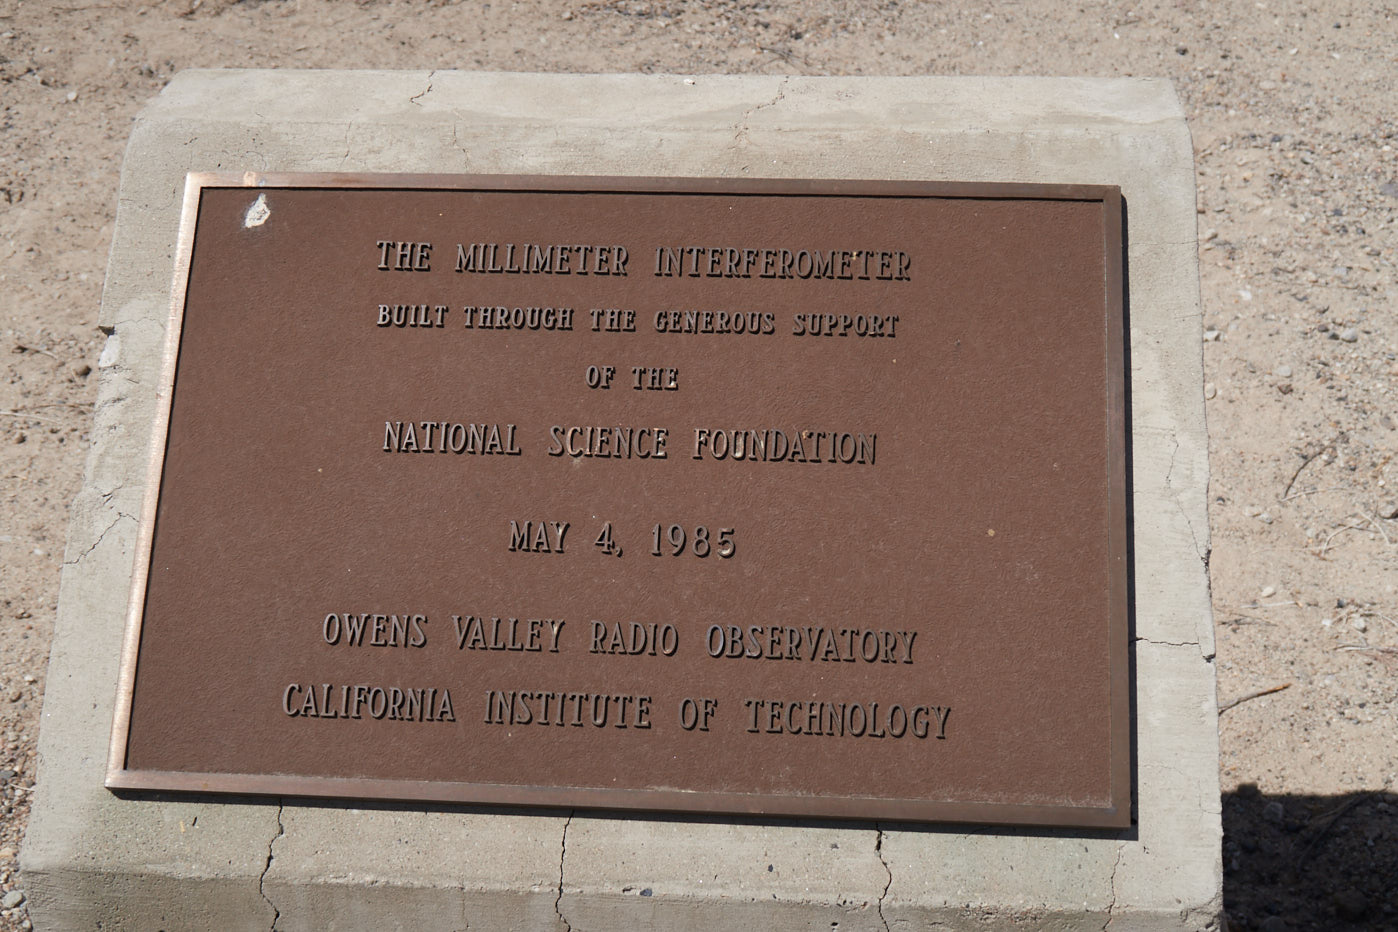 THE MILLIMETER INTERFEROMETER
BUILT THROUGH THE GENEROUS SUPPORT
OF THE
NATIONAL SCIENCE FOUNDATION
MAY 4, 1985
OWENS VALLEY RADIO OBSERVATORY
CALIFORNIA INSTITUTE OF TECHNOLOGY